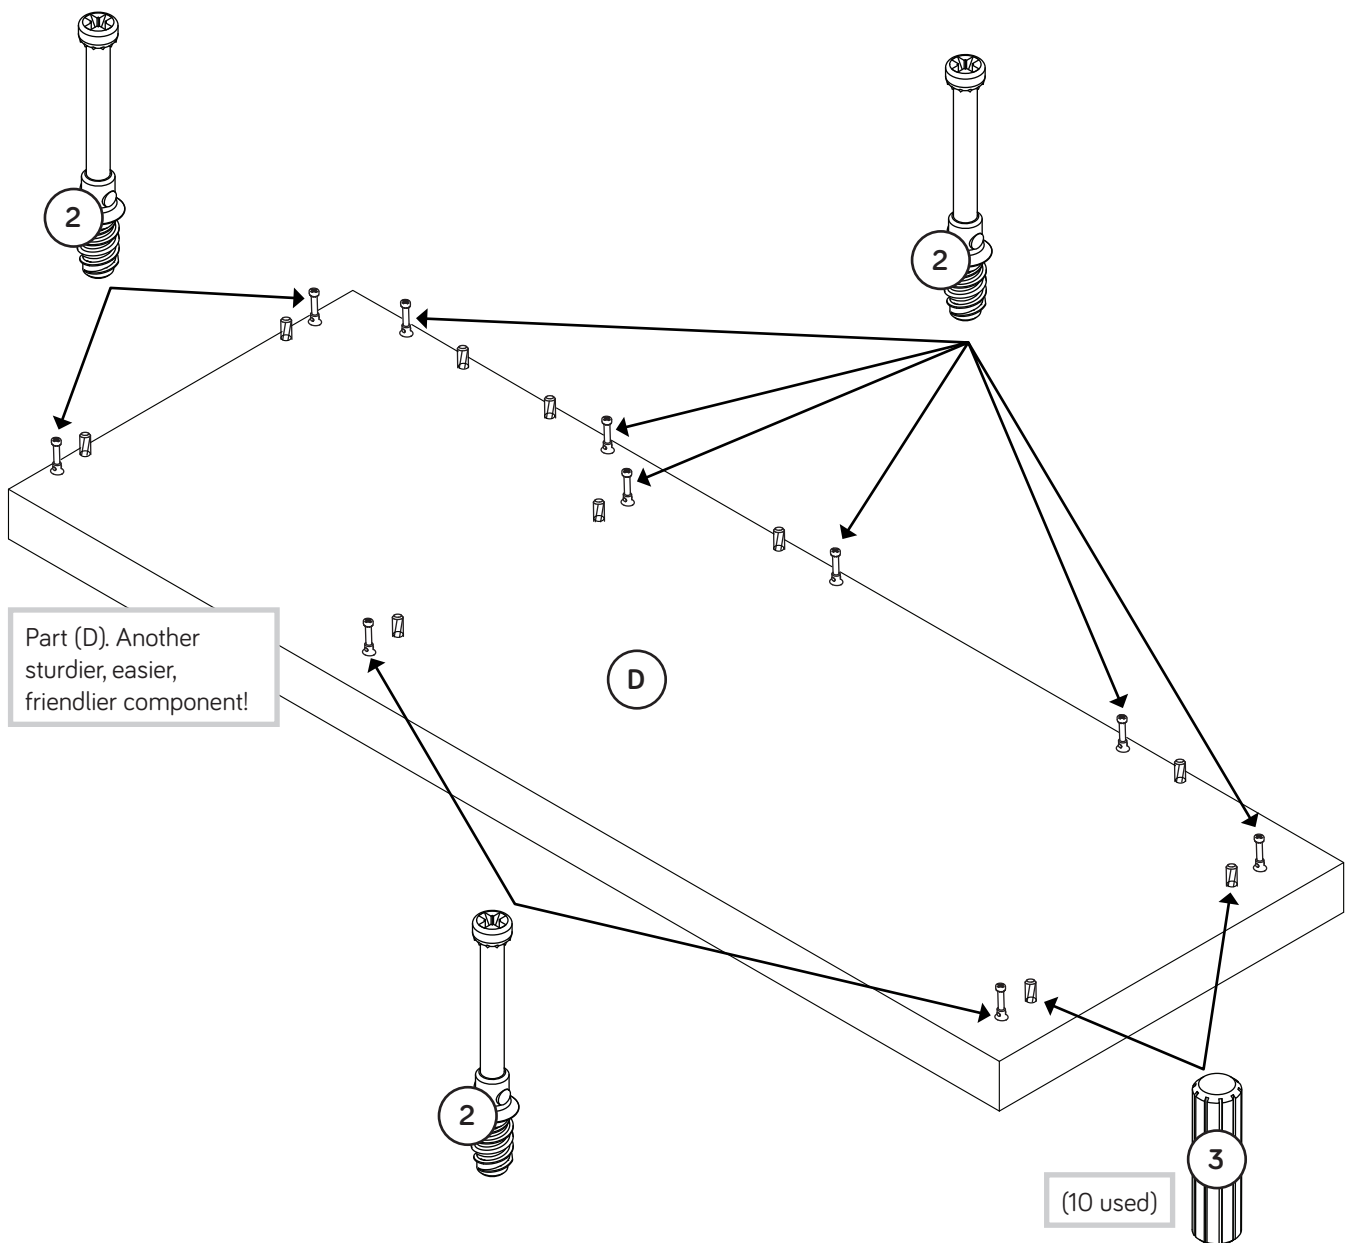 2
2
Part (D). Another
sturdier, easier,
friendlier component!
D
2
3
(10 used)